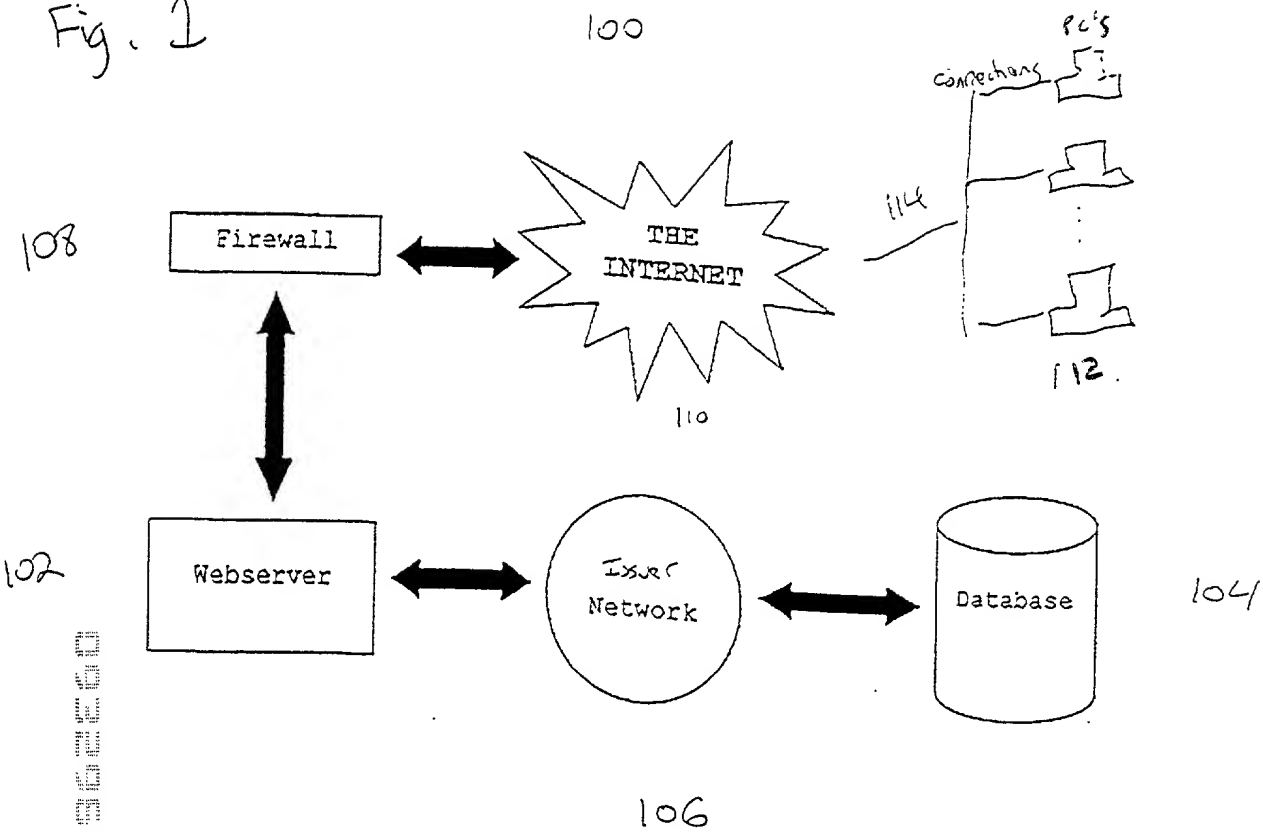 Fig. 1
100
PC's
connections
108
Firewall
THE
INTERNET
114
112.
110
102
Webserver
Issuer
Network
Database
104
106